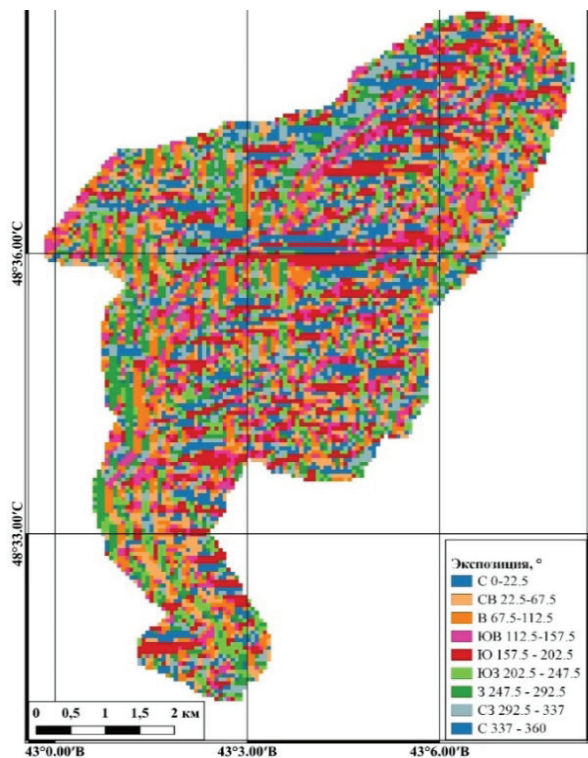 48°36.00'С
48°33.00'С
Экспозиция, °
С 0-22.5
СВ 22.5-67.5
В 67.5-112.5
ЮВ 112.5-157.5
Ю 157.5 - 202.5
ЮЗ 202.5 - 247.5
З 247.5 - 292.5
СЗ 292.5 - 337
С 337 - 360
0 0,5 1 1,5 2 км
43°0.00'В 43°3.00'В 43°6.00'В